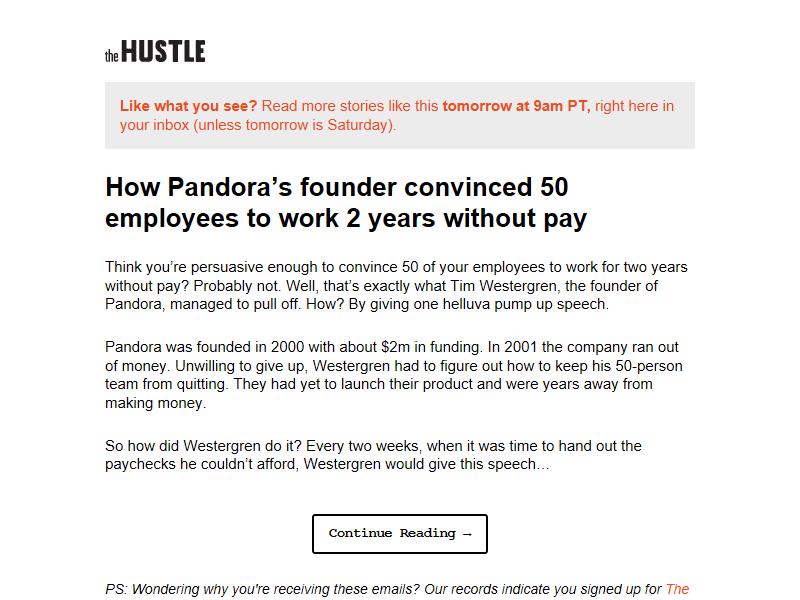 the HUSTLE
Like what you see? Read more stories like this tomorrow at 9am PT, right here in
your inbox (unless tomorrow is Saturday).
How Pandora’s founder convinced 50
employees to work 2 years without pay
Think you’re persuasive enough to convince 50 of your employees to work for two years
without pay? Probably not. Well, that’s exactly what Tim Westergren, the founder of
Pandora, managed to pull off. How? By giving one helluva pump up speech.
Pandora was founded in 2000 with about $2m in funding. In 2001 the company ran out
of money. Unwilling to give up, Westergren had to figure out how to keep his 50-person
team from quitting. They had yet to launch their product and were years away from
making money.
So how did Westergren do it? Every two weeks, when it was time to hand out the
paychecks he couldn’t afford, Westergren would give this speech…
Continue Reading →
PS: Wondering why you're receiving these emails? Our records indicate you signed up for The